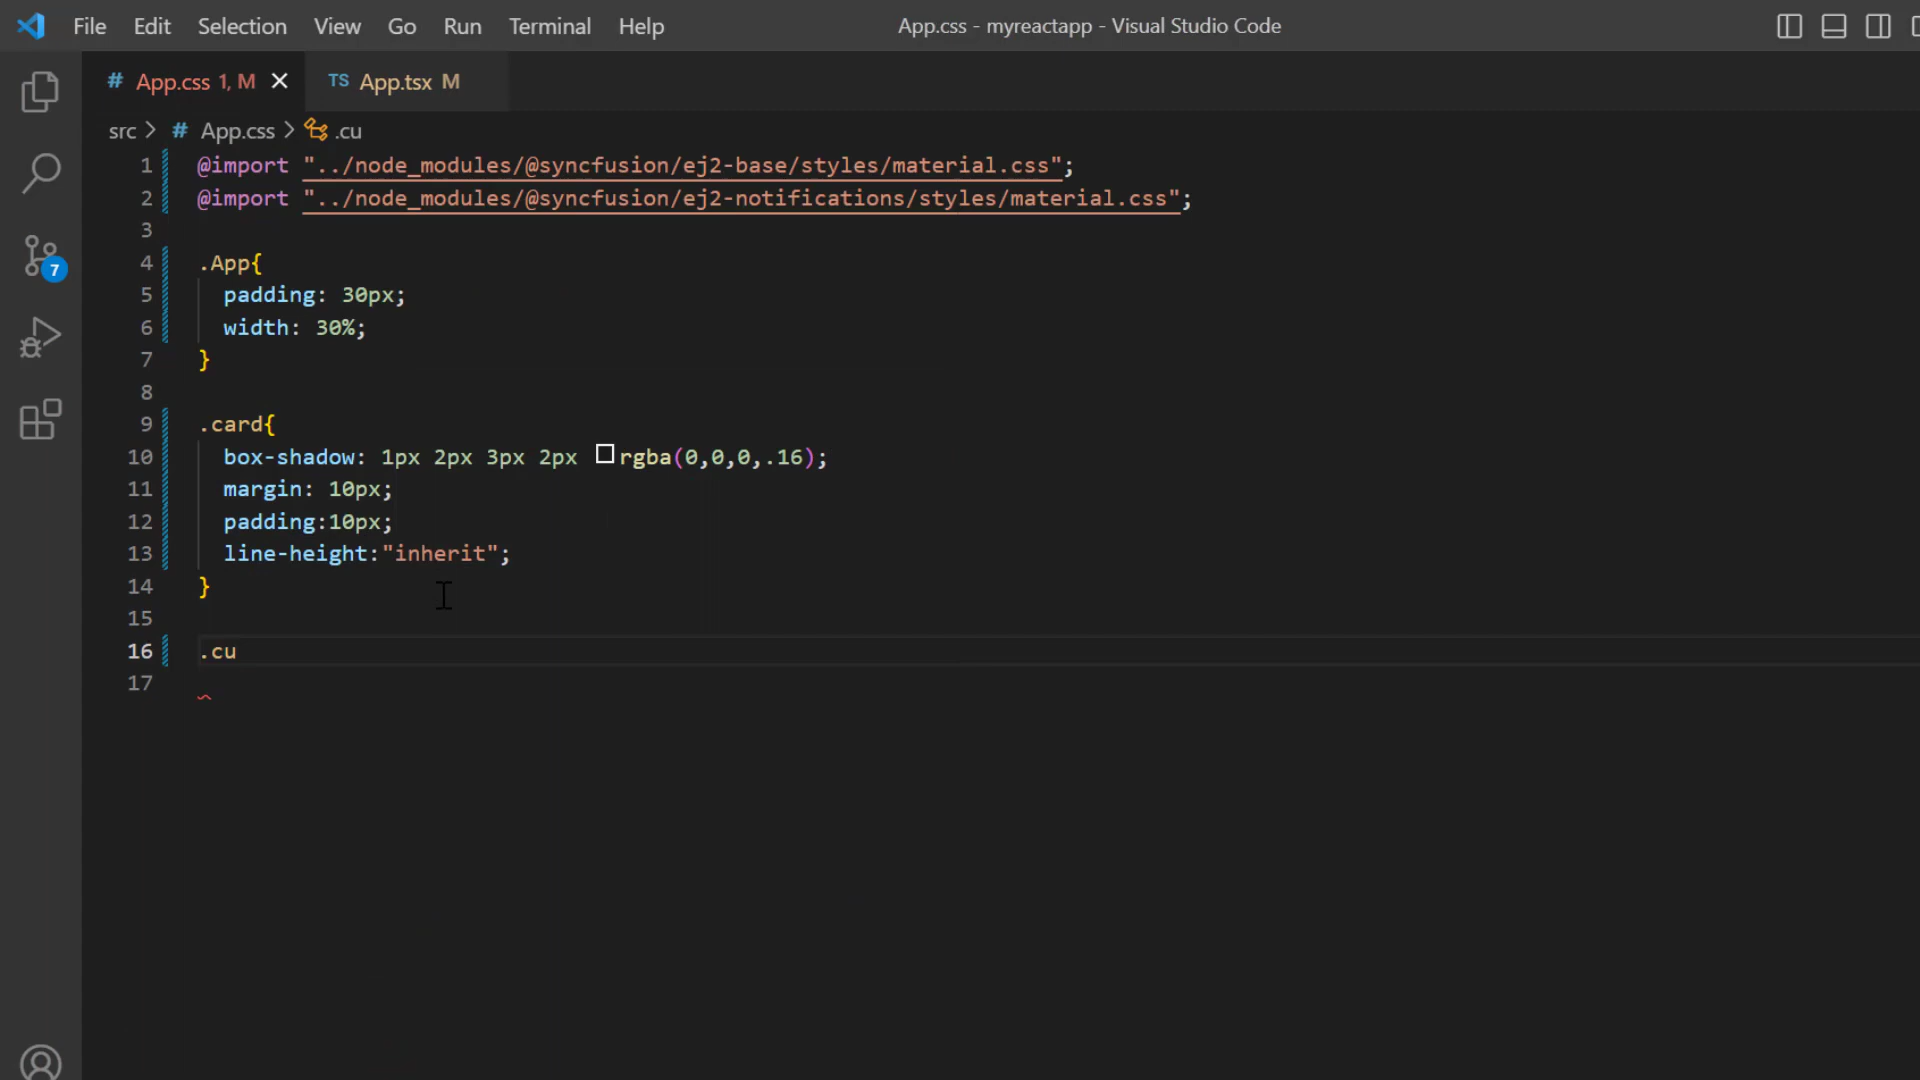 File Edit Selection View Go Run Terminal Help App.css - myreactapp - Visual Studio Code
# App.css 1, M TS App.tsx M
src > # App.css > .cu
1 @import "../node_modules/@syncfusion/ej2-base/styles/material.css";
2 @import "../node_modules/@syncfusion/ej2-notifications/styles/material.css";
3
4 .App{
5 padding: 30px;
6 width: 30%;
7 }
8
9 .card{
10 box-shadow: 1px 2px 3px 2px rgba(0,0,0,.16);
11 margin: 10px;
12 padding:10px;
13 line-height:"inherit";
14 }
15
16 .cu
17
7